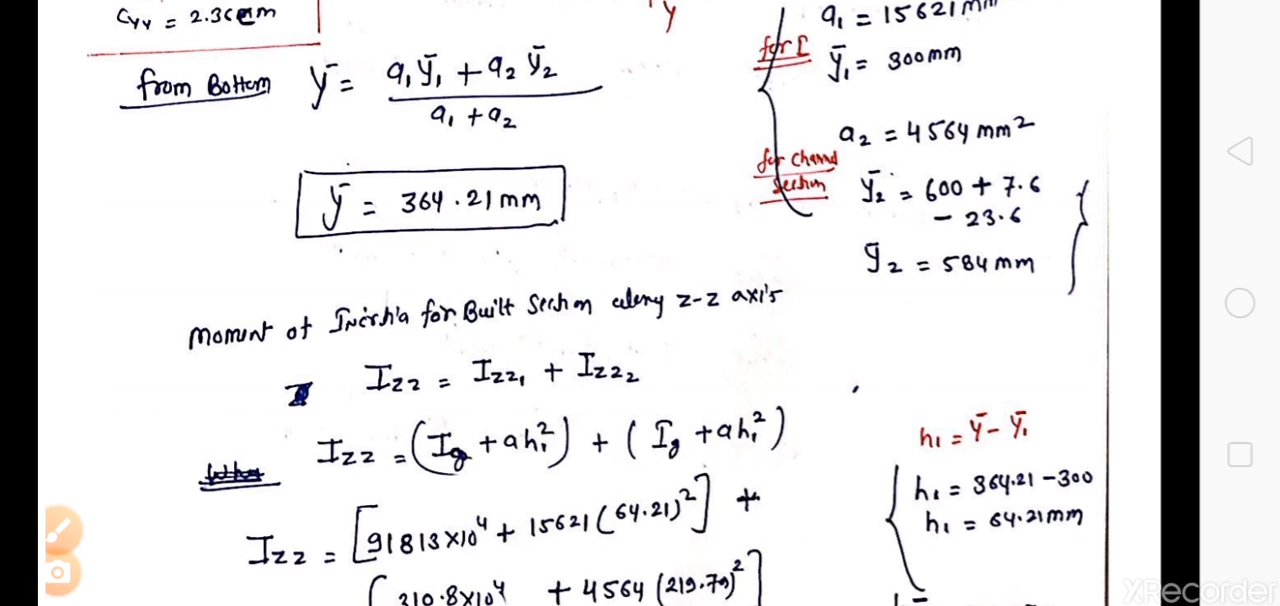 Cyy = 2.36cm
from Bottom ȳ = a₁ȳ₁ + a₂ȳ₂
a₁ + a₂
ȳ = 364.21 mm
a₁ = 15621 mm
for I
ȳ₁ = 300mm
a₂ = 4564 mm²
for channel
section
ȳ₂ = 600 + 7.6
- 23.6
y₂ = 584 mm
Moment of Inertia for Built Section along z-z axis
Izz = Izz₁ + Izz₂
Izz = (Ig + ah₁²) + (Ig + ah₁²)
h₁ = ȳ - ȳ₁
h₁ = 364.21 - 300
h₁ = 64.21mm
Izz = [91813×10⁴ + 15621(64.21)²] +
[310.8×10⁴ + 4564(219.79)²]
XRecorder